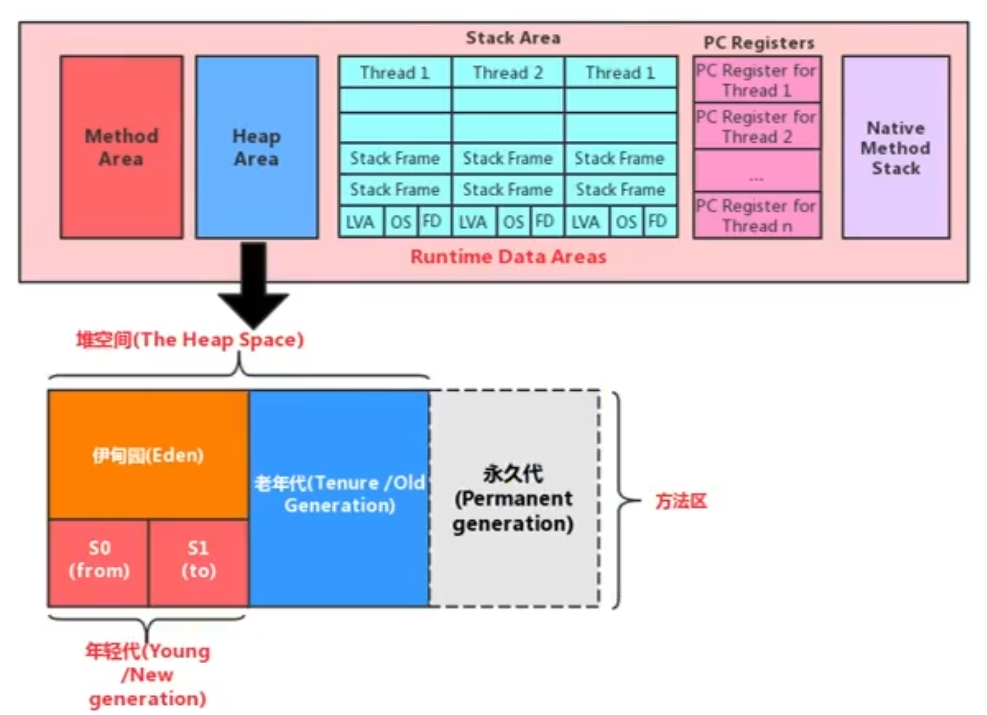 Stack Area
PC Registers
Method
Area
Heap
Area
Thread 1
Thread 2
Thread 1
Stack Frame
Stack Frame
Stack Frame
Stack Frame
Stack Frame
Stack Frame
LVA
OS
FD
LVA
OS
FD
LVA
OS
FD
PC Register for
Thread 1
PC Register for
Thread 2
...
PC Register for
Thread n
Native
Method
Stack
Runtime Data Areas
堆空间(The Heap Space)
伊甸园(Eden)
S0
(from)
S1
(to)
老年代(Tenure /Old
Generation)
永久代
(Permanent
generation)
方法区
年轻代(Young
/New
generation)